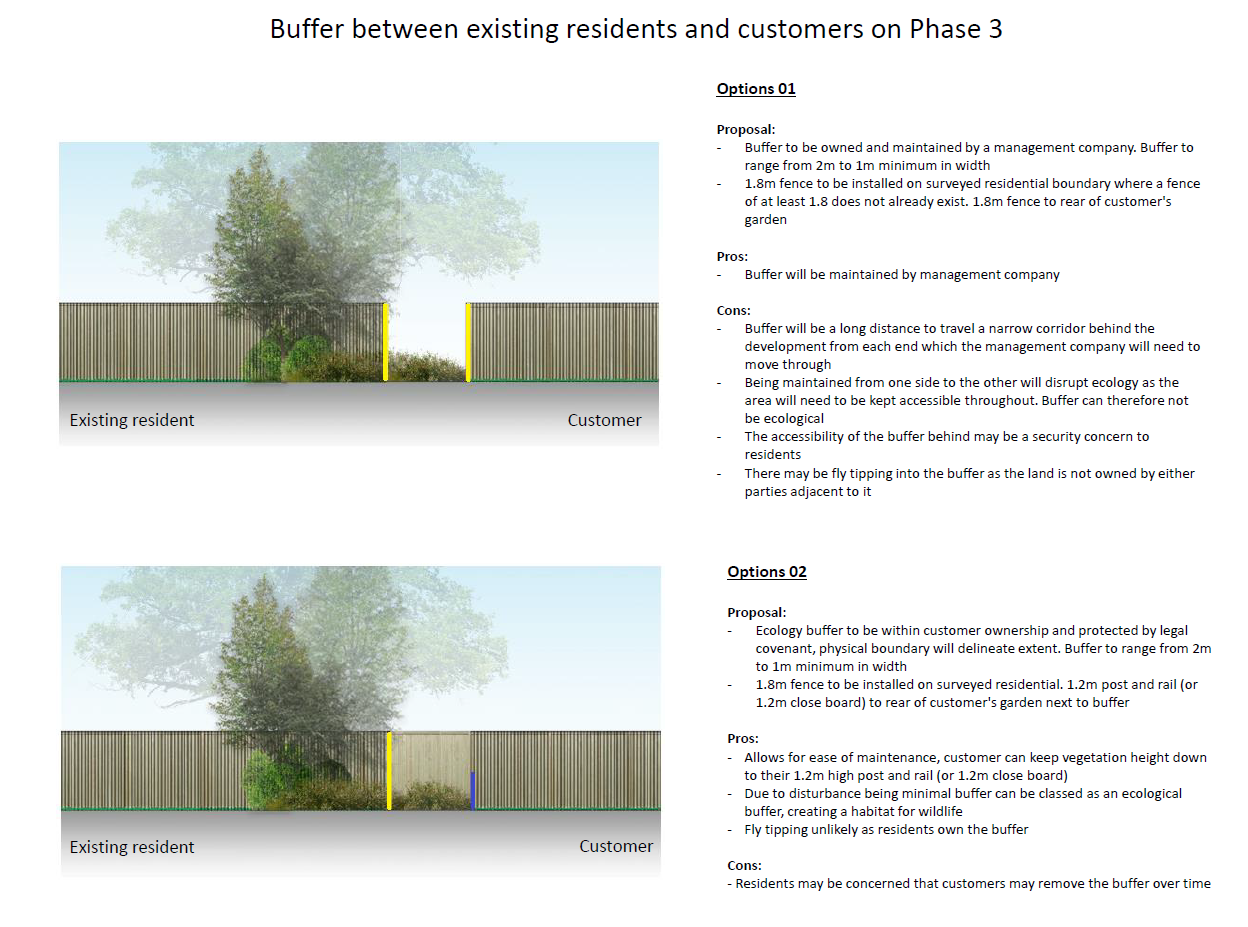 Buffer between existing residents and customers on Phase 3
Options 01
Proposal:
- Buffer to be owned and maintained by a management company. Buffer to
range from 2m to 1m minimum in width
- 1.8m fence to be installed on surveyed residential boundary where a fence
of at least 1.8 does not already exist. 1.8m fence to rear of customer's
garden
Pros:
- Buffer will be maintained by management company
Cons:
- Buffer will be a long distance to travel a narrow corridor behind the
development from each end which the management company will need to
move through
- Being maintained from one side to the other will disrupt ecology as the
area will need to be kept accessible throughout. Buffer can therefore not
be ecological
- The accessibility of the buffer behind may be a security concern to
residents
- There may be fly tipping into the buffer as the land is not owned by either
parties adjacent to it
Existing resident
Customer
Options 02
Proposal:
- Ecology buffer to be within customer ownership and protected by legal
covenant, physical boundary will delineate extent. Buffer to range from 2m
to 1m minimum in width
- 1.8m fence to be installed on surveyed residential. 1.2m post and rail (or
1.2m close board) to rear of customer's garden next to buffer
Pros:
- Allows for ease of maintenance, customer can keep vegetation height down
to their 1.2m high post and rail (or 1.2m close board)
- Due to disturbance being minimal buffer can be classed as an ecological
buffer, creating a habitat for wildlife
- Fly tipping unlikely as residents own the buffer
Cons:
- Residents may be concerned that customers may remove the buffer over time
Existing resident
Customer